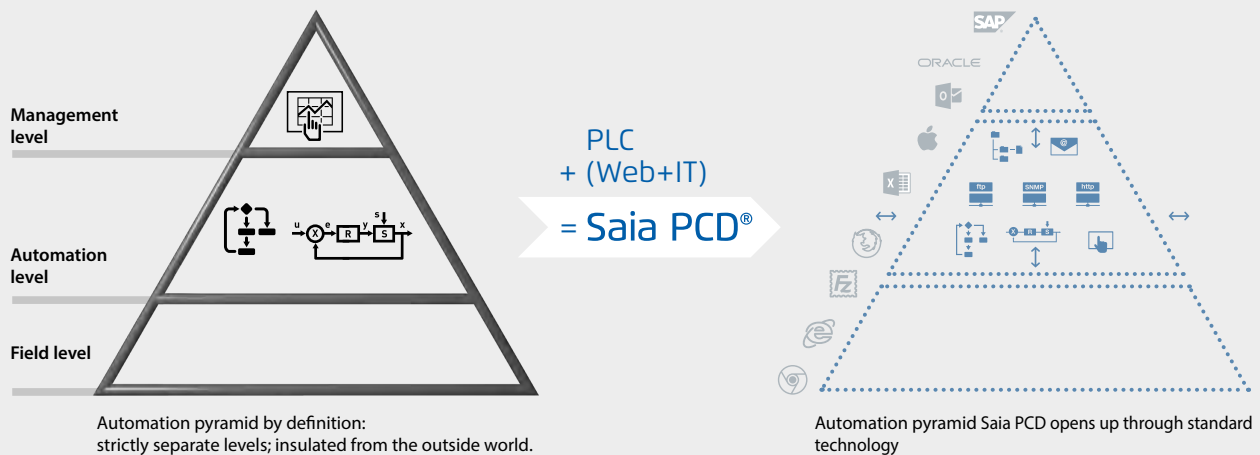 Management
level
Automation
level
Field level
u
e
y
s
x
X
R
S
Automation pyramid by definition:
strictly separate levels; insulated from the outside world.
PLC
+ (Web+IT)
= Saia PCD®
SAP
ORACLE
O
X
FZ
@
ftp
SNMP
http
X
R
S
Automation pyramid Saia PCD opens up through standard
technology